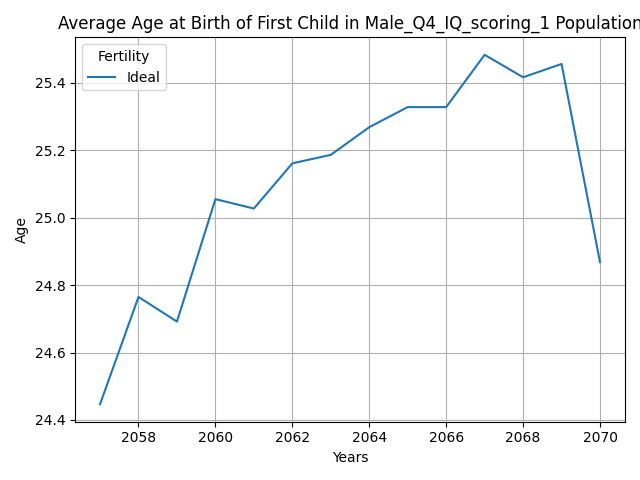 Average Age at Birth of First Child in Male_Q4_IQ_scoring_1 Population
Fertility
Ideal
25.4
25.2
25.0
24.8
24.6
24.4
Age
2058 2060 2062 2064 2066 2068 2070
Years